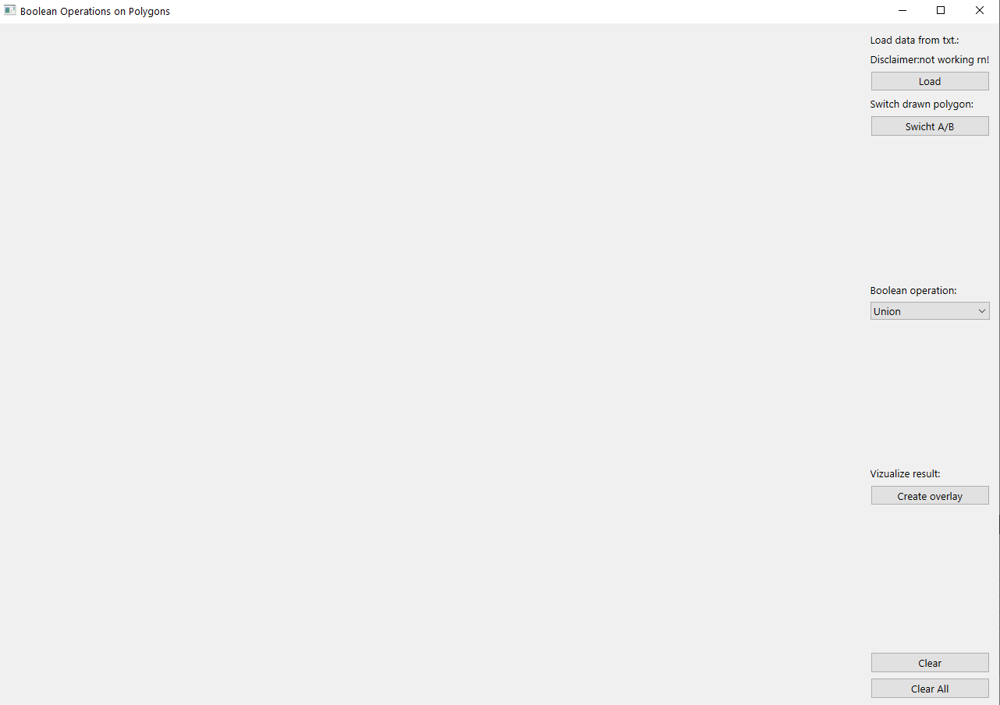 Boolean Operations on Polygons
Load data from txt.:
Disclaimer:not working rn!
Load
Switch drawn polygon:
Swicht A/B
Boolean operation:
Union
Vizualize result:
Create overlay
Clear
Clear All